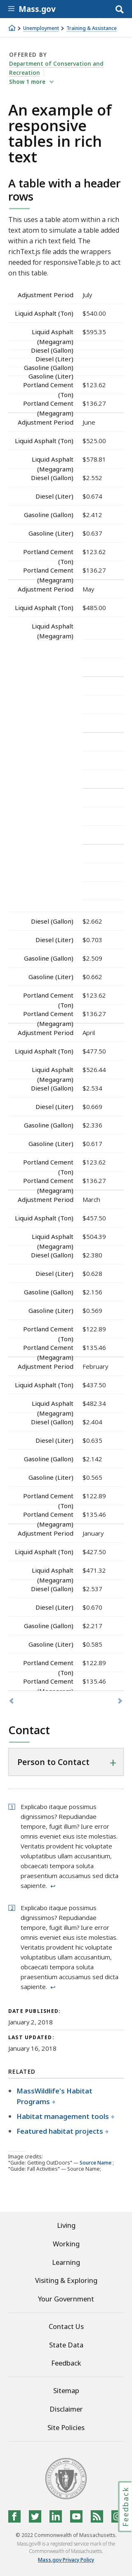 Mass.gov
Unemployment
Training & Assistance
OFFERED BY
Department of Conservation and
Recreation
Show 1 more
An example of
responsive
tables in rich
text
A table with a header
rows
This uses a table within a rich
text atom to simulate a table added
within a rich text field. The
richText.js file adds the wrappers
needed for responsveTable.js to act
on this table.
Adjustment Period July
Liquid Asphalt (Ton) $540.00
Liquid Asphalt $595.35
(Megagram)
Diesel (Gallon)
Diesel (Liter)
Gasoline (Gallon)
Gasoline (Liter)
Portland Cement $123.62
(Ton)
Portland Cement $136.27
(Megagram)
Adjustment Period June
Liquid Asphalt (Ton) $525.00
Liquid Asphalt $578.81
(Megagram)
Diesel (Gallon) $2.552
Diesel (Liter) $0.674
Gasoline (Gallon) $2.412
Gasoline (Liter) $0.637
Portland Cement $123.62
(Ton)
Portland Cement $136.27
(Megagram)
Adjustment Period May
Liquid Asphalt (Ton) $485.00
Liquid Asphalt
(Megagram)
Diesel (Gallon) $2.662
Diesel (Liter) $0.703
Gasoline (Gallon) $2.509
Gasoline (Liter) $0.662
Portland Cement $123.62
(Ton)
Portland Cement $136.27
(Megagram)
Adjustment Period April
Liquid Asphalt (Ton) $477.50
Liquid Asphalt $526.44
(Megagram)
Diesel (Gallon) $2.534
Diesel (Liter) $0.669
Gasoline (Gallon) $2.336
Gasoline (Liter) $0.617
Portland Cement $123.62
(Ton)
Portland Cement $136.27
(Megagram)
Adjustment Period March
Liquid Asphalt (Ton) $457.50
Liquid Asphalt $504.39
(Megagram)
Diesel (Gallon) $2.380
Diesel (Liter) $0.628
Gasoline (Gallon) $2.156
Gasoline (Liter) $0.569
Portland Cement $122.89
(Ton)
Portland Cement $135.46
(Megagram)
Adjustment Period February
Liquid Asphalt (Ton) $437.50
Liquid Asphalt $482.34
(Megagram)
Diesel (Gallon) $2.404
Diesel (Liter) $0.635
Gasoline (Gallon) $2.142
Gasoline (Liter) $0.565
Portland Cement $122.89
(Ton)
Portland Cement $135.46
(Megagram)
Adjustment Period January
Liquid Asphalt (Ton) $427.50
Liquid Asphalt $471.32
(Megagram)
Diesel (Gallon) $2.537
Diesel (Liter) $0.670
Gasoline (Gallon) $2.217
Gasoline (Liter) $0.585
Portland Cement $122.89
(Ton)
Portland Cement $135.46
Contact
Person to Contact +
1 Explicabo itaque possimus
dignissimos? Repudiandae
tempore, fugit illum? Iure error
omnis eveniet eius iste molestias.
Veritatis provident hic voluptate
voluptatibus ullam accusantium,
obcaecati tempora soluta
praesentium accusamus sed dicta
sapiente. ↩
2 Explicabo itaque possimus
dignissimos? Repudiandae
tempore, fugit illum? Iure error
omnis eveniet eius iste molestias.
Veritatis provident hic voluptate
voluptatibus ullam accusantium,
obcaecati tempora soluta
praesentium accusamus sed dicta
sapiente. ↩
DATE PUBLISHED:
January 2, 2018
LAST UPDATED:
January 16, 2018
RELATED
MassWildlife's Habitat
Programs +
Habitat management tools +
Featured habitat projects +
Image credits:
"Guide: Getting OutDoors" — Source Name ;
"Guide: Fall Activities" — Source Name;
Living
Working
Learning
Visiting & Exploring
Your Government
Contact Us
State Data
Feedback
Sitemap
Disclaimer
Site Policies
Feedback
© 2022 Commonwealth of Massachusetts.
Mass.gov® is a registered service mark of the
Commonwealth of Massachusetts.
Mass.gov Privacy Policy